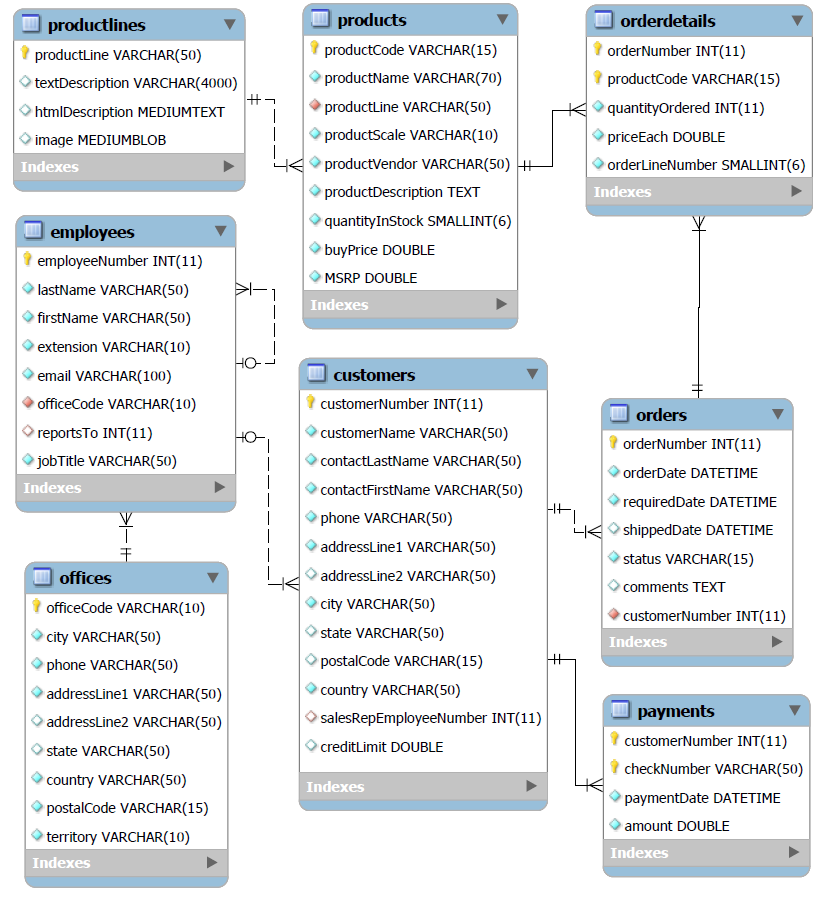 productlines
productLine VARCHAR(50)
textDescription VARCHAR(4000)
htmlDescription MEDIUMTEXT
image MEDIUMBLOB
Indexes
products
productCode VARCHAR(15)
productName VARCHAR(70)
productLine VARCHAR(50)
productScale VARCHAR(10)
productVendor VARCHAR(50)
productDescription TEXT
quantityInStock SMALLINT(6)
buyPrice DOUBLE
MSRP DOUBLE
Indexes
orderdetails
orderNumber INT(11)
productCode VARCHAR(15)
quantityOrdered INT(11)
priceEach DOUBLE
orderLineNumber SMALLINT(6)
Indexes
employees
employeeNumber INT(11)
lastName VARCHAR(50)
firstName VARCHAR(50)
extension VARCHAR(10)
email VARCHAR(100)
officeCode VARCHAR(10)
reportsTo INT(11)
jobTitle VARCHAR(50)
Indexes
customers
customerNumber INT(11)
customerName VARCHAR(50)
contactLastName VARCHAR(50)
contactFirstName VARCHAR(50)
phone VARCHAR(50)
addressLine1 VARCHAR(50)
addressLine2 VARCHAR(50)
city VARCHAR(50)
state VARCHAR(50)
postalCode VARCHAR(15)
country VARCHAR(50)
salesRepEmployeeNumber INT(11)
creditLimit DOUBLE
Indexes
orders
orderNumber INT(11)
orderDate DATETIME
requiredDate DATETIME
shippedDate DATETIME
status VARCHAR(15)
comments TEXT
customerNumber INT(11)
Indexes
offices
officeCode VARCHAR(10)
city VARCHAR(50)
phone VARCHAR(50)
addressLine1 VARCHAR(50)
addressLine2 VARCHAR(50)
state VARCHAR(50)
country VARCHAR(50)
postalCode VARCHAR(15)
territory VARCHAR(10)
Indexes
payments
customerNumber INT(11)
checkNumber VARCHAR(50)
paymentDate DATETIME
amount DOUBLE
Indexes